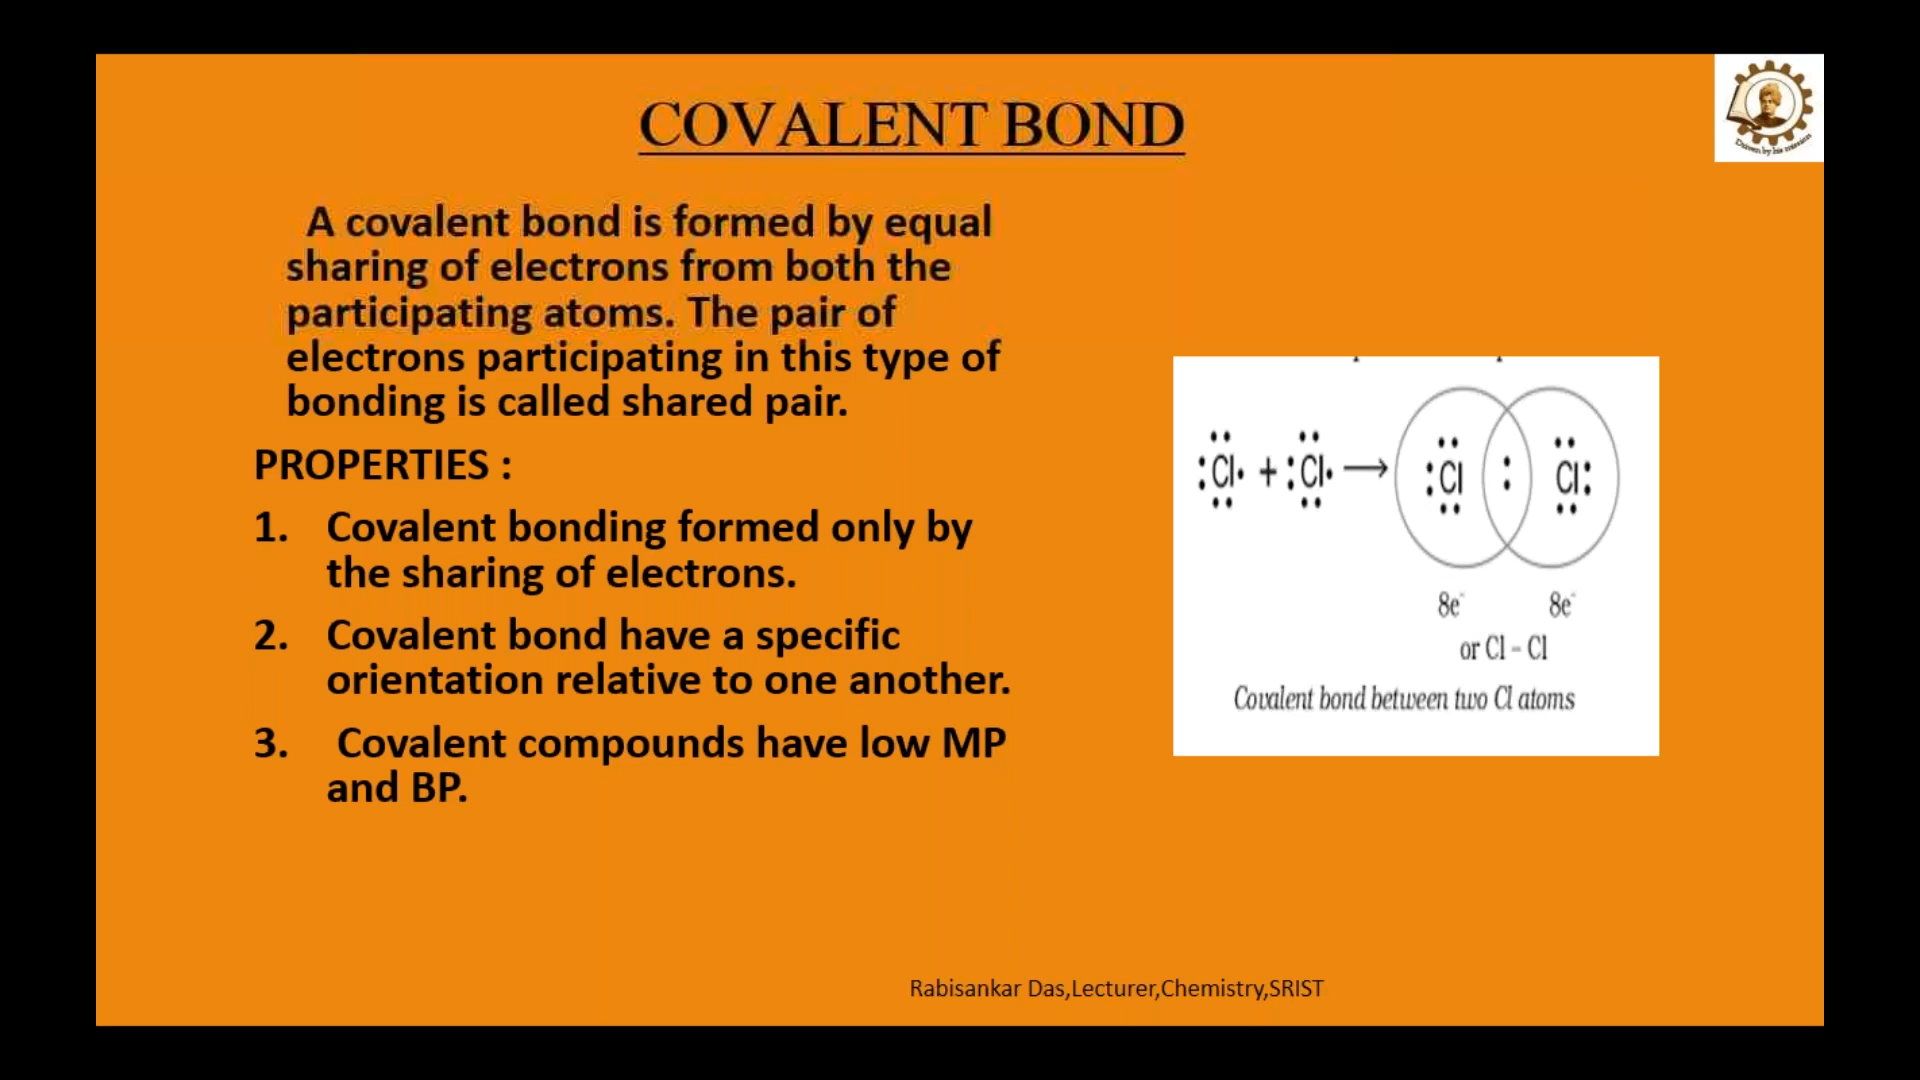 COVALENT BOND
A covalent bond is formed by equal
sharing of electrons from both the
participating atoms. The pair of
electrons participating in this type of
bonding is called shared pair.
PROPERTIES :
1. Covalent bonding formed only by
the sharing of electrons.
2. Covalent bond have a specific
orientation relative to one another.
3. Covalent compounds have low MP
and BP.
:Cl· + :Cl· → :Cl : Cl:
8e⁻ 8e⁻
or Cl – Cl
Covalent bond between two Cl atoms
Rabisankar Das,Lecturer,Chemistry,SRIST